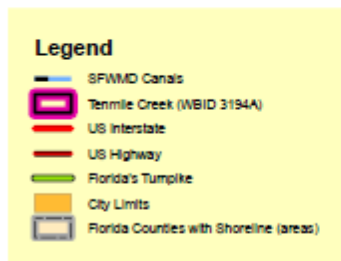 Legend
SFWMD Canals
Tenmile Creek (WBID 3194A)
US Interstate
US Highway
Florida's Turnpike
City Limits
Florida Counties with Shoreline (areas)